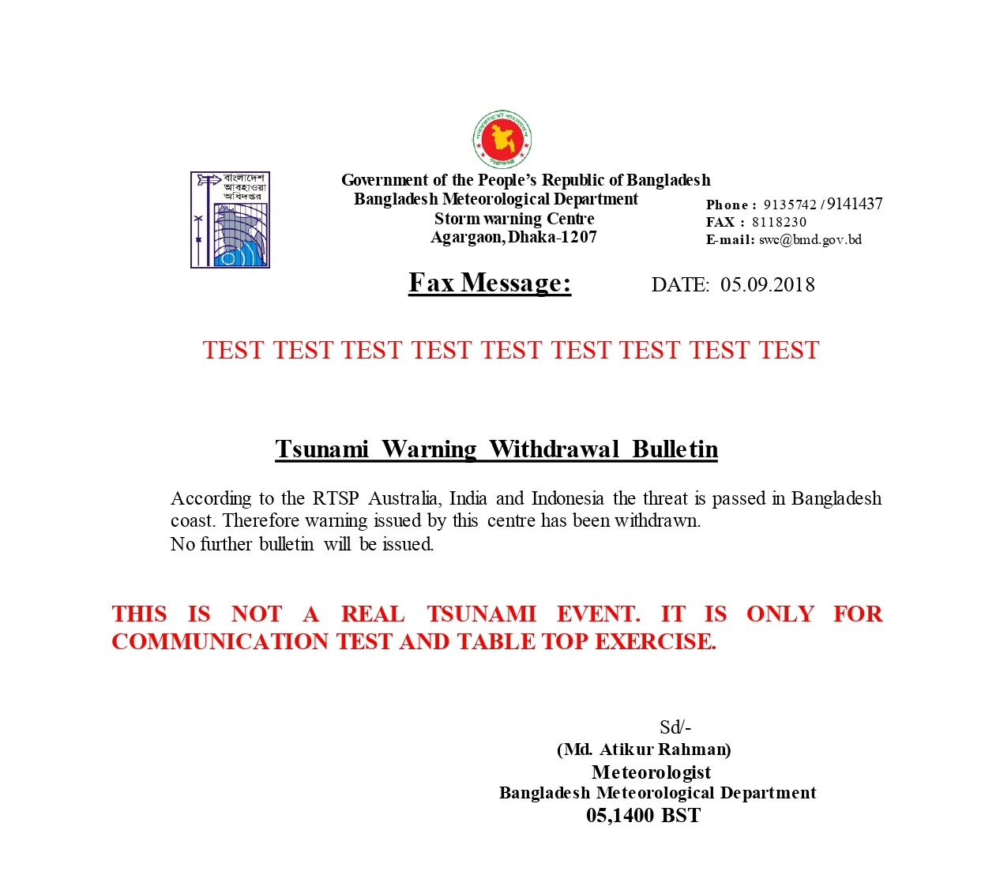 গণপ্রজাতন্ত্রী বাংলাদেশ
সরকার
বাংলাদেশ
আবহাওয়া
অধিদপ্তর
Government of the People’s Republic of Bangladesh
Bangladesh Meteorological Department
Storm warning Centre
Agargaon, Dhaka-1207
Phone : 9135742 / 9141437
FAX : 8118230
E-mail: swc@bmd.gov.bd
Fax Message: DATE: 05.09.2018
TEST TEST TEST TEST TEST TEST TEST TEST TEST
Tsunami Warning Withdrawal Bulletin
According to the RTSP Australia, India and Indonesia the threat is passed in Bangladesh
coast. Therefore warning issued by this centre has been withdrawn.
No further bulletin will be issued.
THIS IS NOT A REAL TSUNAMI EVENT. IT IS ONLY FOR
COMMUNICATION TEST AND TABLE TOP EXERCISE.
Sd/-
(Md. Atikur Rahman)
Meteorologist
Bangladesh Meteorological Department
05,1400 BST